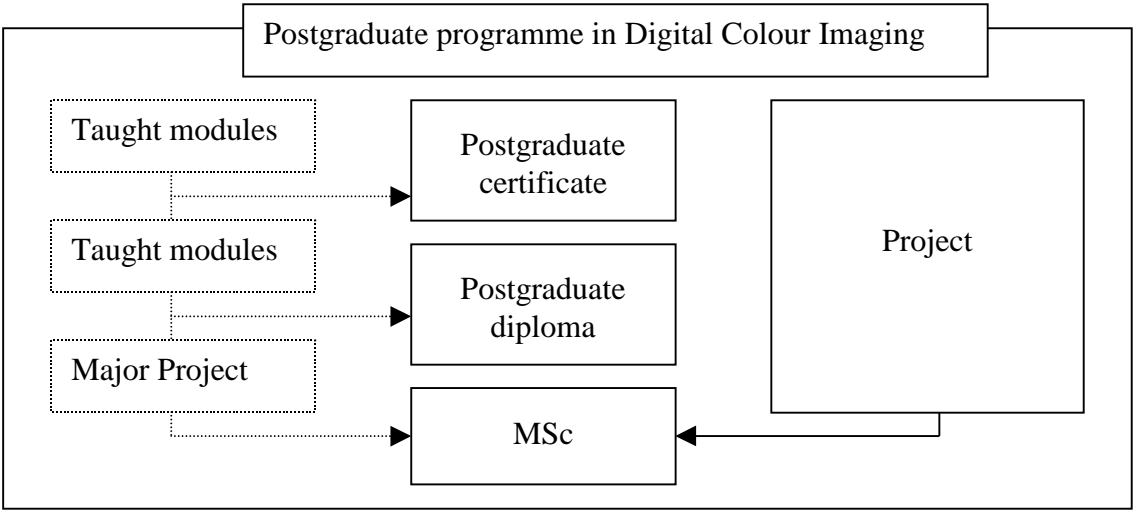 Postgraduate programme in Digital Colour Imaging
Taught modules
Postgraduate
certificate
Taught modules
Postgraduate
diploma
Major Project
MSc
Project